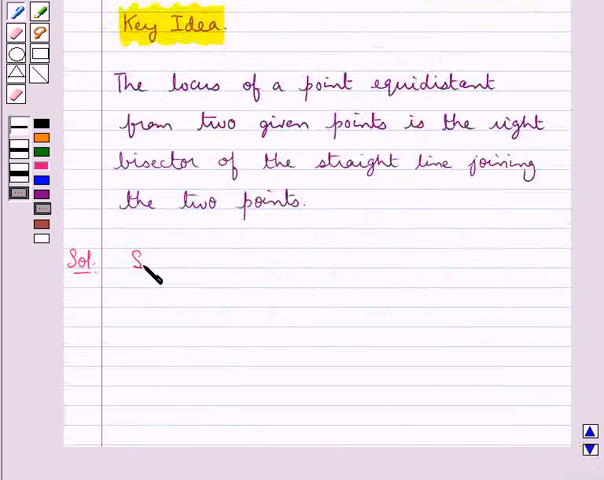 Key Idea.
The locus of a point equidistant
from two given points is the right
bisector of the straight line joining
the two points.
Sol. S